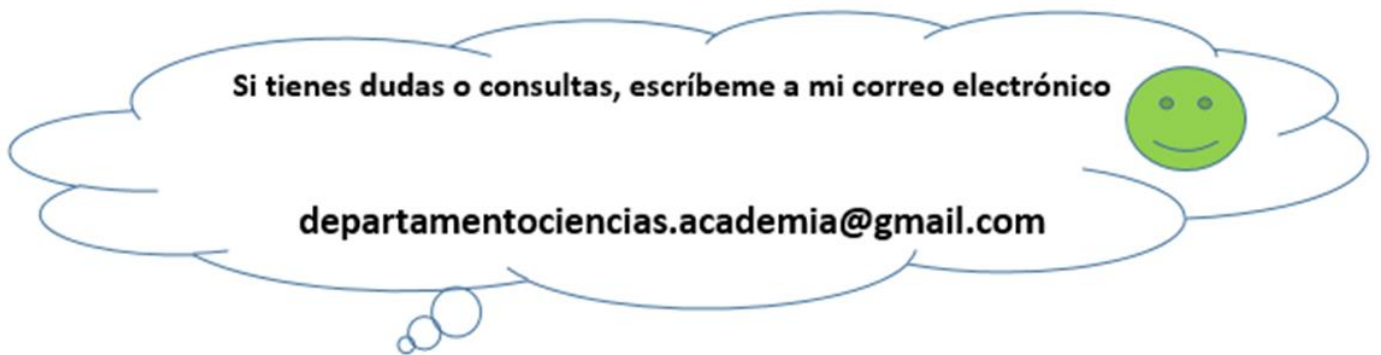 Si tienes dudas o consultas, escríbeme a mi correo electrónico
departamentociencias.academia@gmail.com